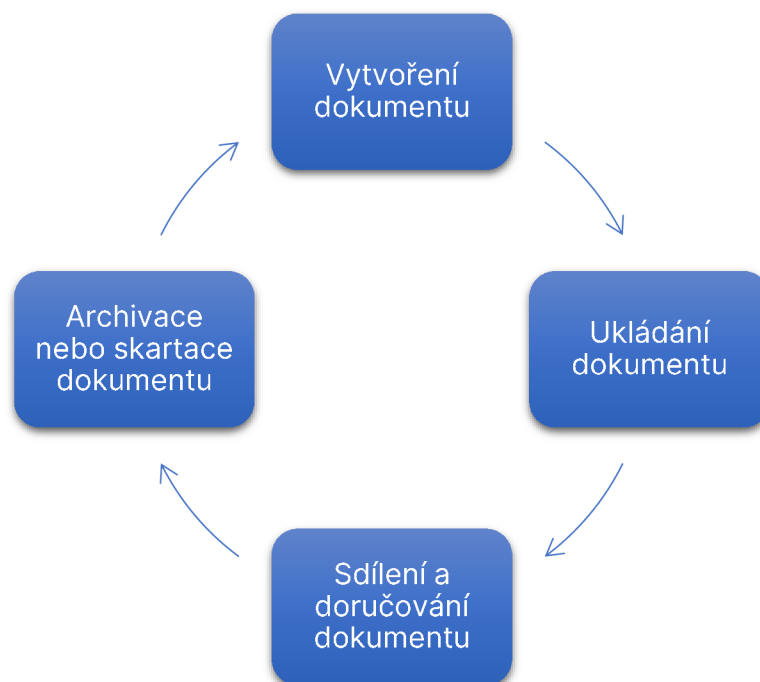 Vytvoření
dokumentu
Ukládání
dokumentu
Sdílení a
doručování
dokumentu
Archivace
nebo skartace
dokumentu